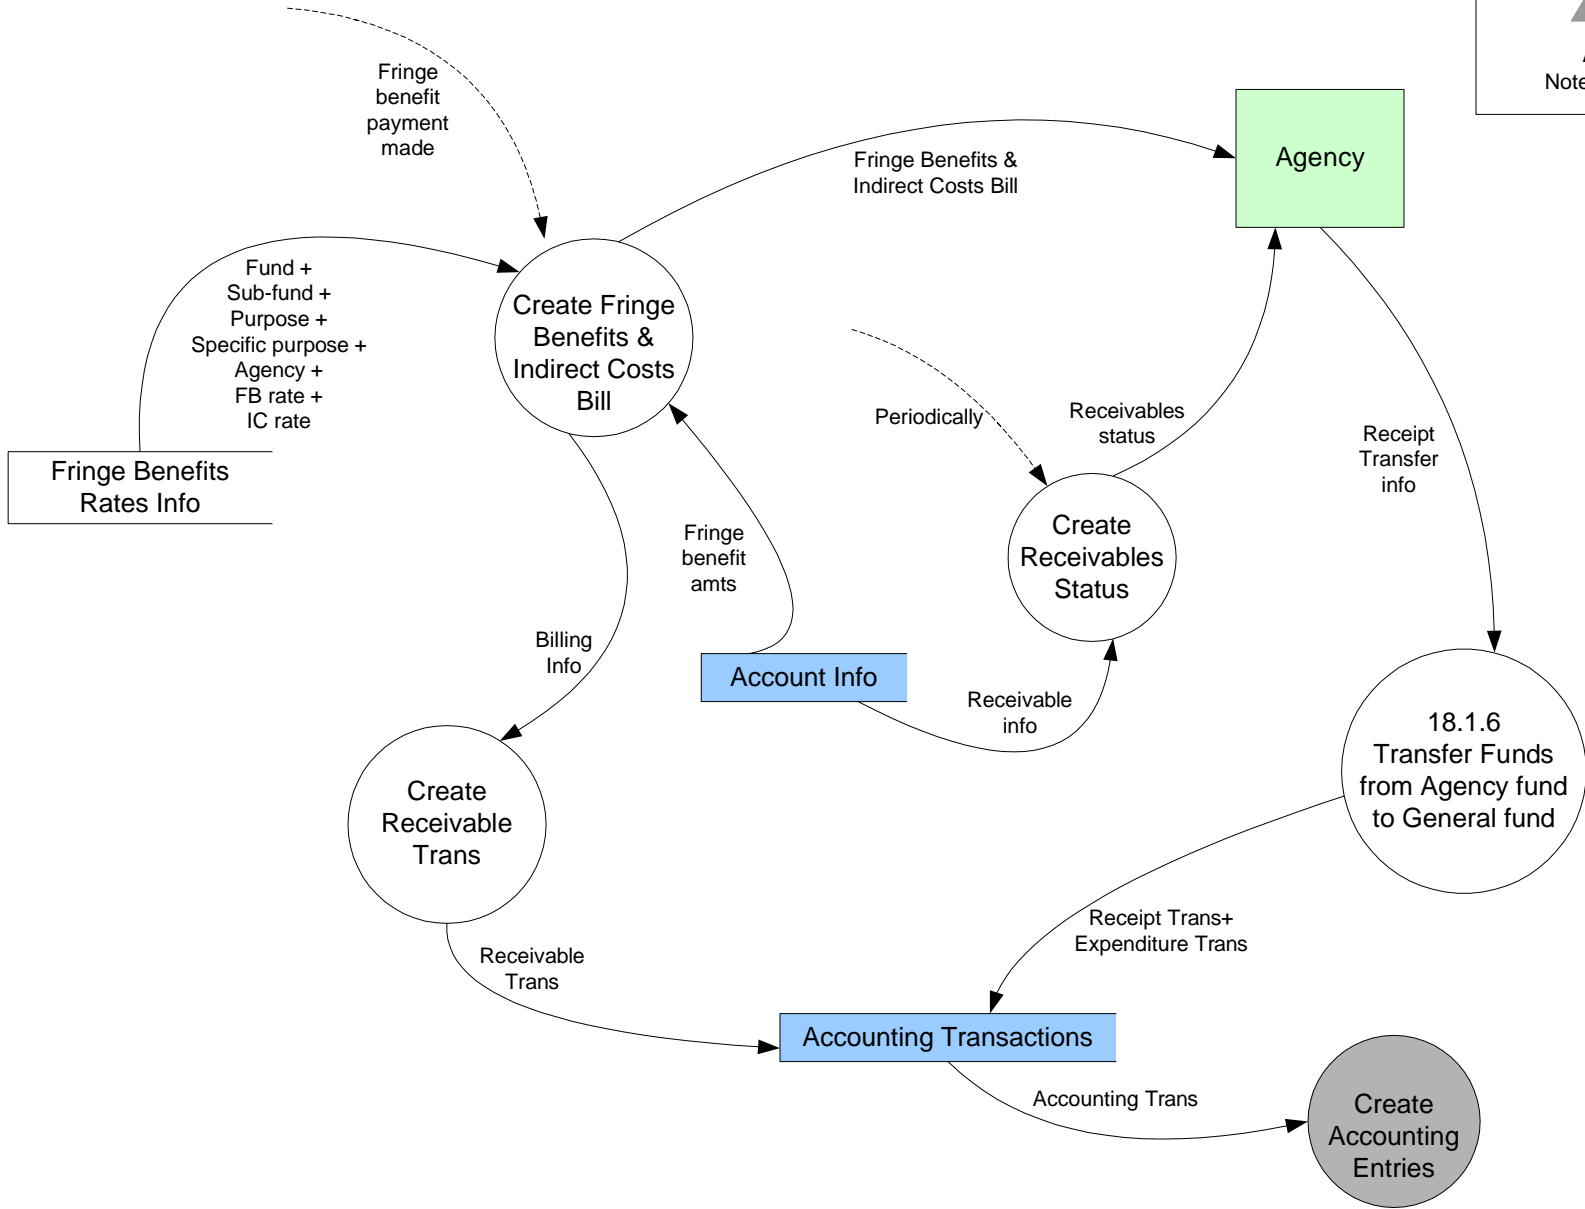 Fringe
benefit
payment
made
Note
Agency
Fringe Benefits &
Indirect Costs Bill
Fund +
Sub-fund +
Purpose +
Specific purpose +
Agency +
FB rate +
IC rate
Create Fringe
Benefits &
Indirect Costs
Bill
Periodically
Receivables
status
Receipt
Transfer
info
Fringe Benefits
Rates Info
Fringe
benefit
amts
Create
Receivables
Status
Billing
Info
Account Info
Receivable
info
18.1.6
Transfer Funds
from Agency fund
to General fund
Create
Receivable
Trans
Receipt Trans+
Expenditure Trans
Receivable
Trans
Accounting Transactions
Accounting Trans
Create
Accounting
Entries